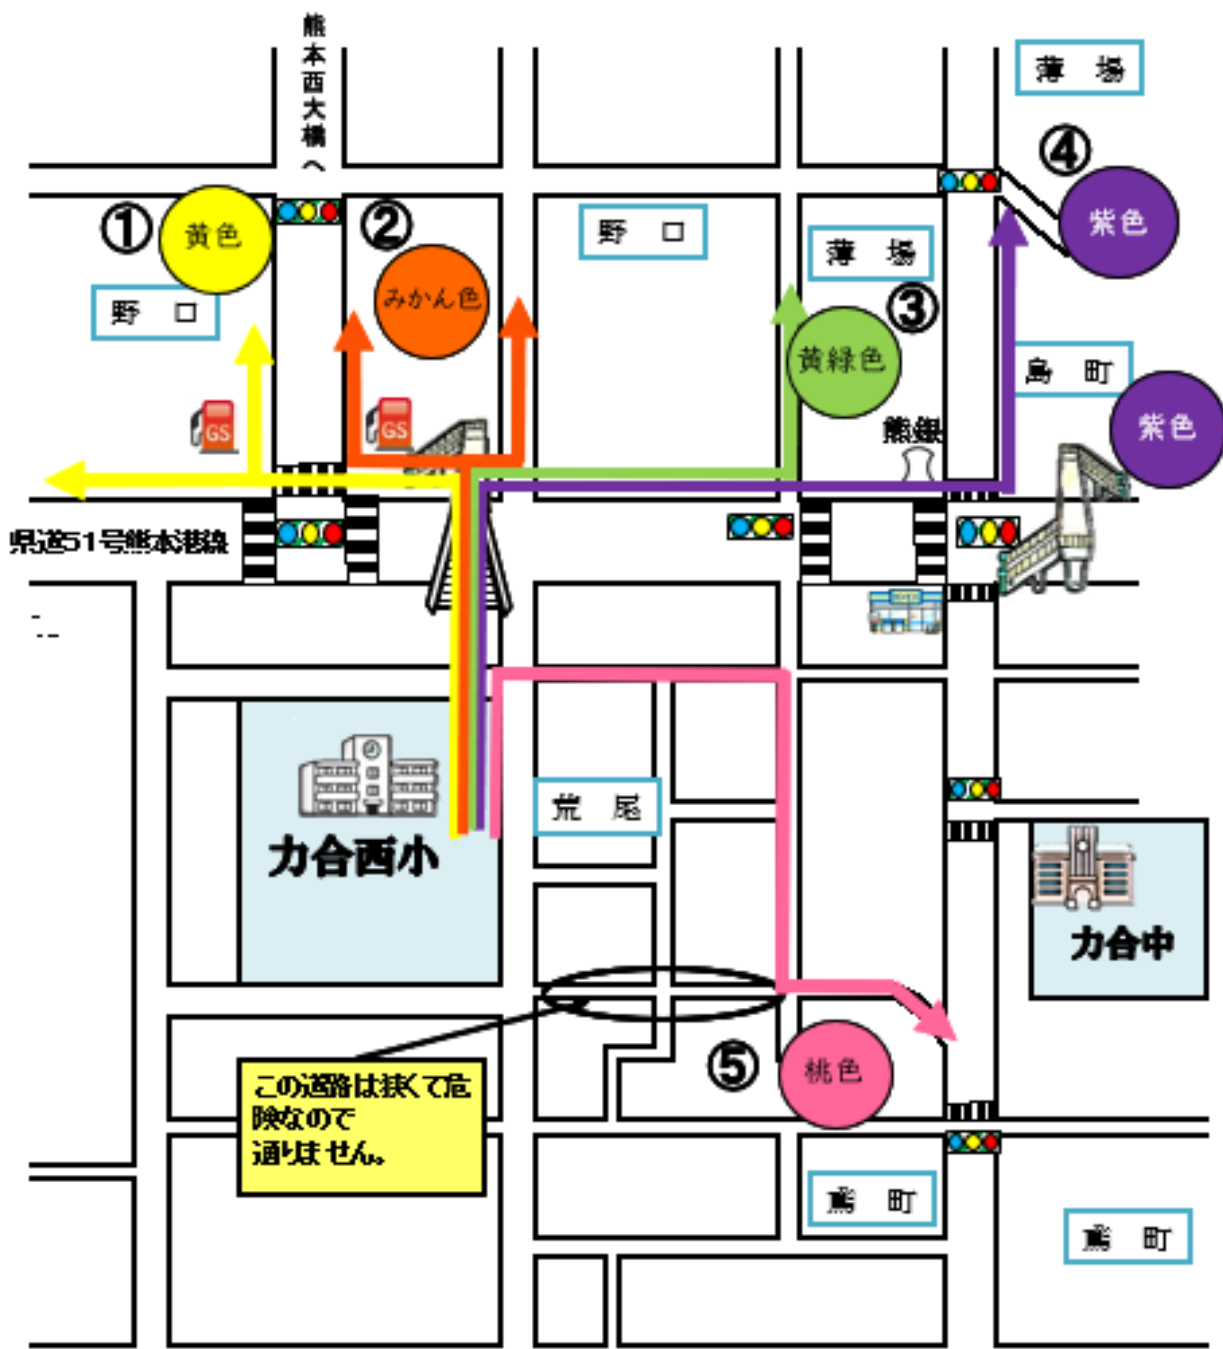 熊本西大橋へ
薄 場
④
①
黄色
②
野 口
薄 場
紫色
みかん色
③
野 口
黄緑色
島 町
紫色
GS
GS
熊銀
県道51号熊本港線
荒 尾
力合西小
力合中
この道路は狭くて危
険なので
通りません。
⑤
桃色
鳶 町
鳶 町